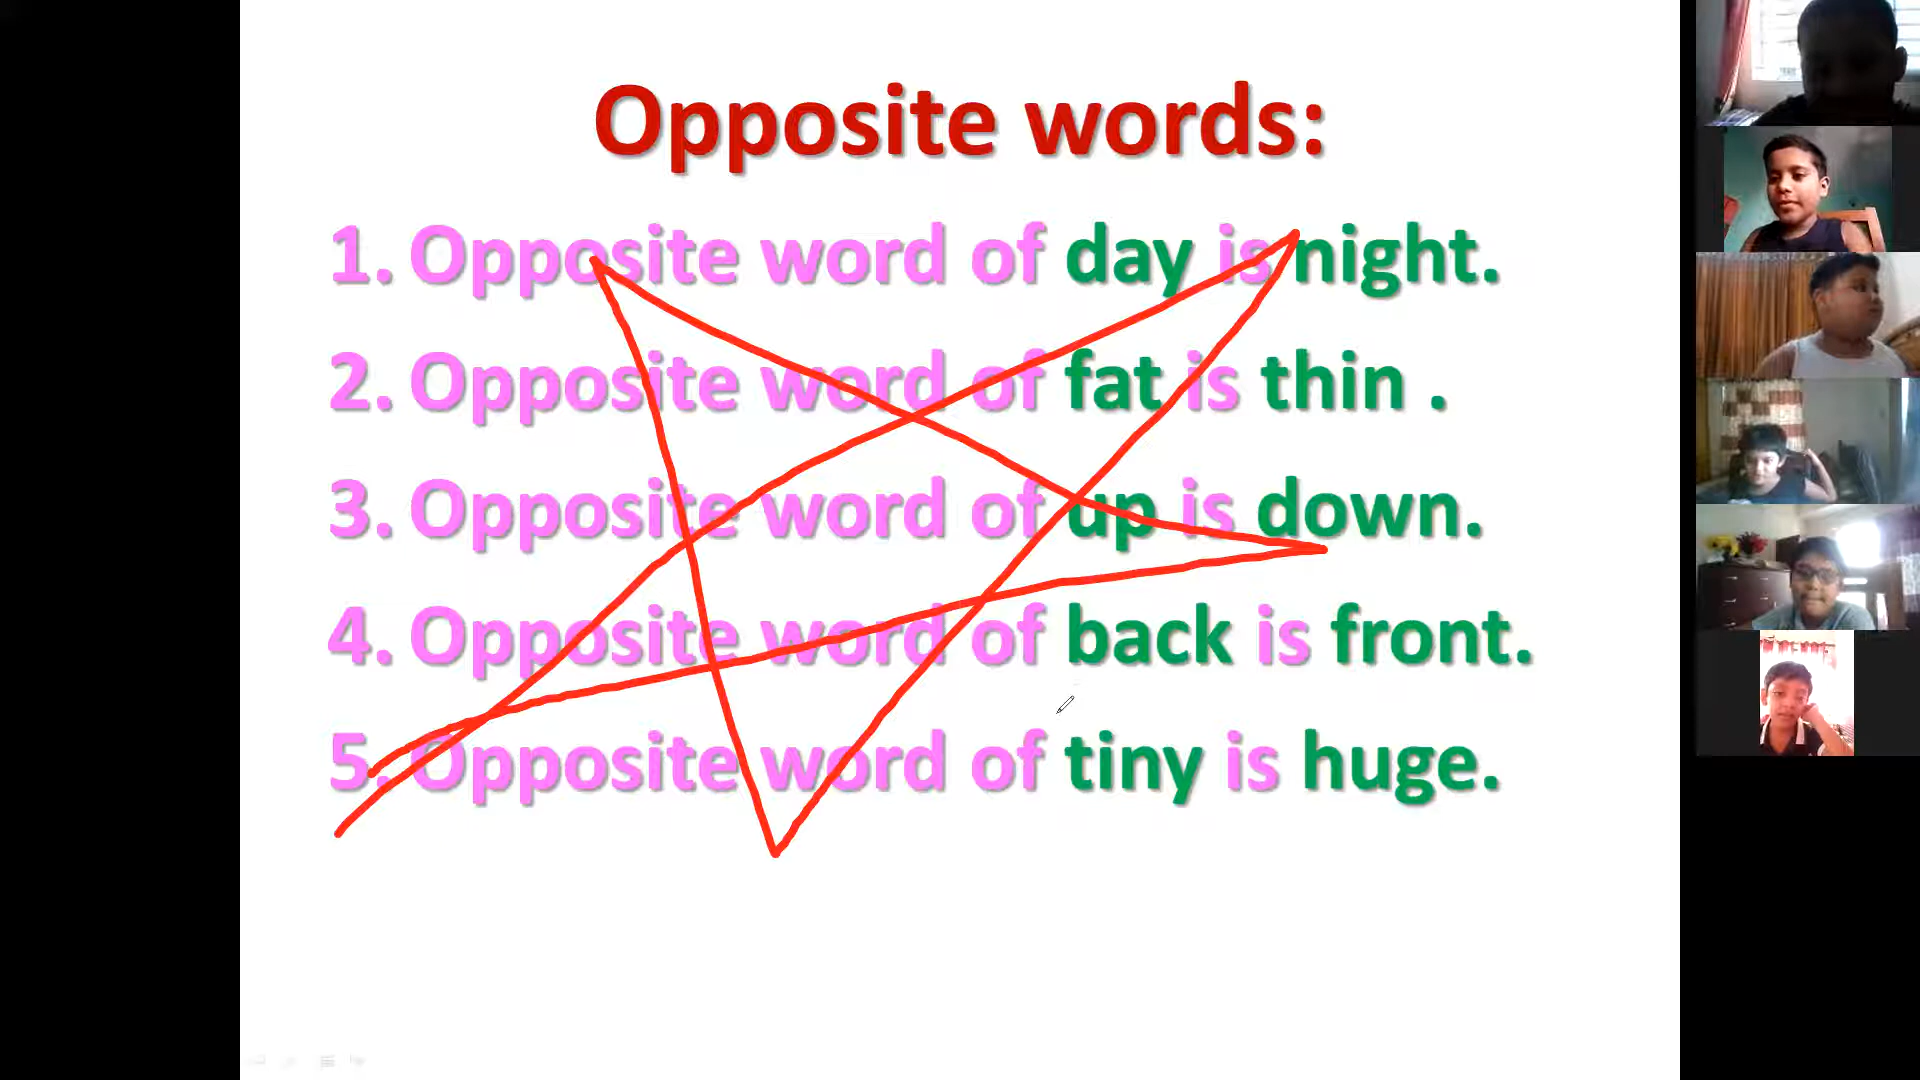 Opposite words:
1. Opposite word of day is night.
2. Opposite word of fat is thin .
3. Opposite word of up is down.
4. Opposite word of back is front.
5. Opposite word of tiny is huge.